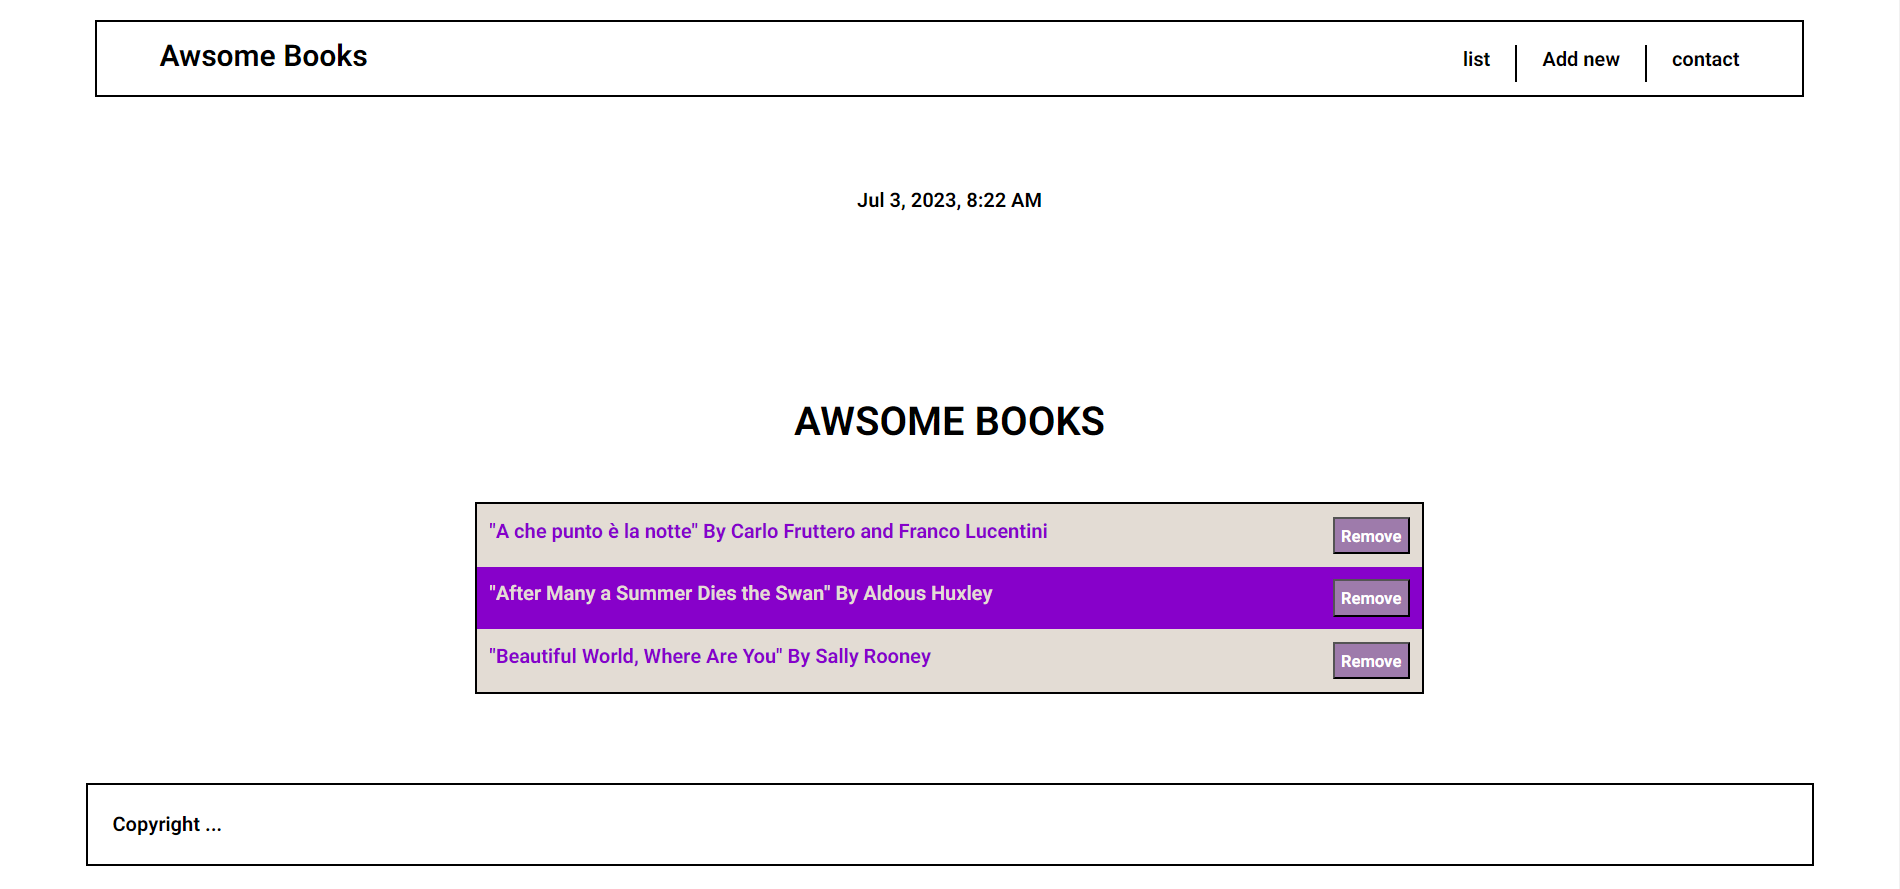 Awsome Books
list
Add new
contact
Jul 3, 2023, 8:22 AM
AWSOME BOOKS
"A che punto è la notte" By Carlo Fruttero and Franco Lucentini
Remove
"After Many a Summer Dies the Swan" By Aldous Huxley
Remove
"Beautiful World, Where Are You" By Sally Rooney
Remove
Copyright ...